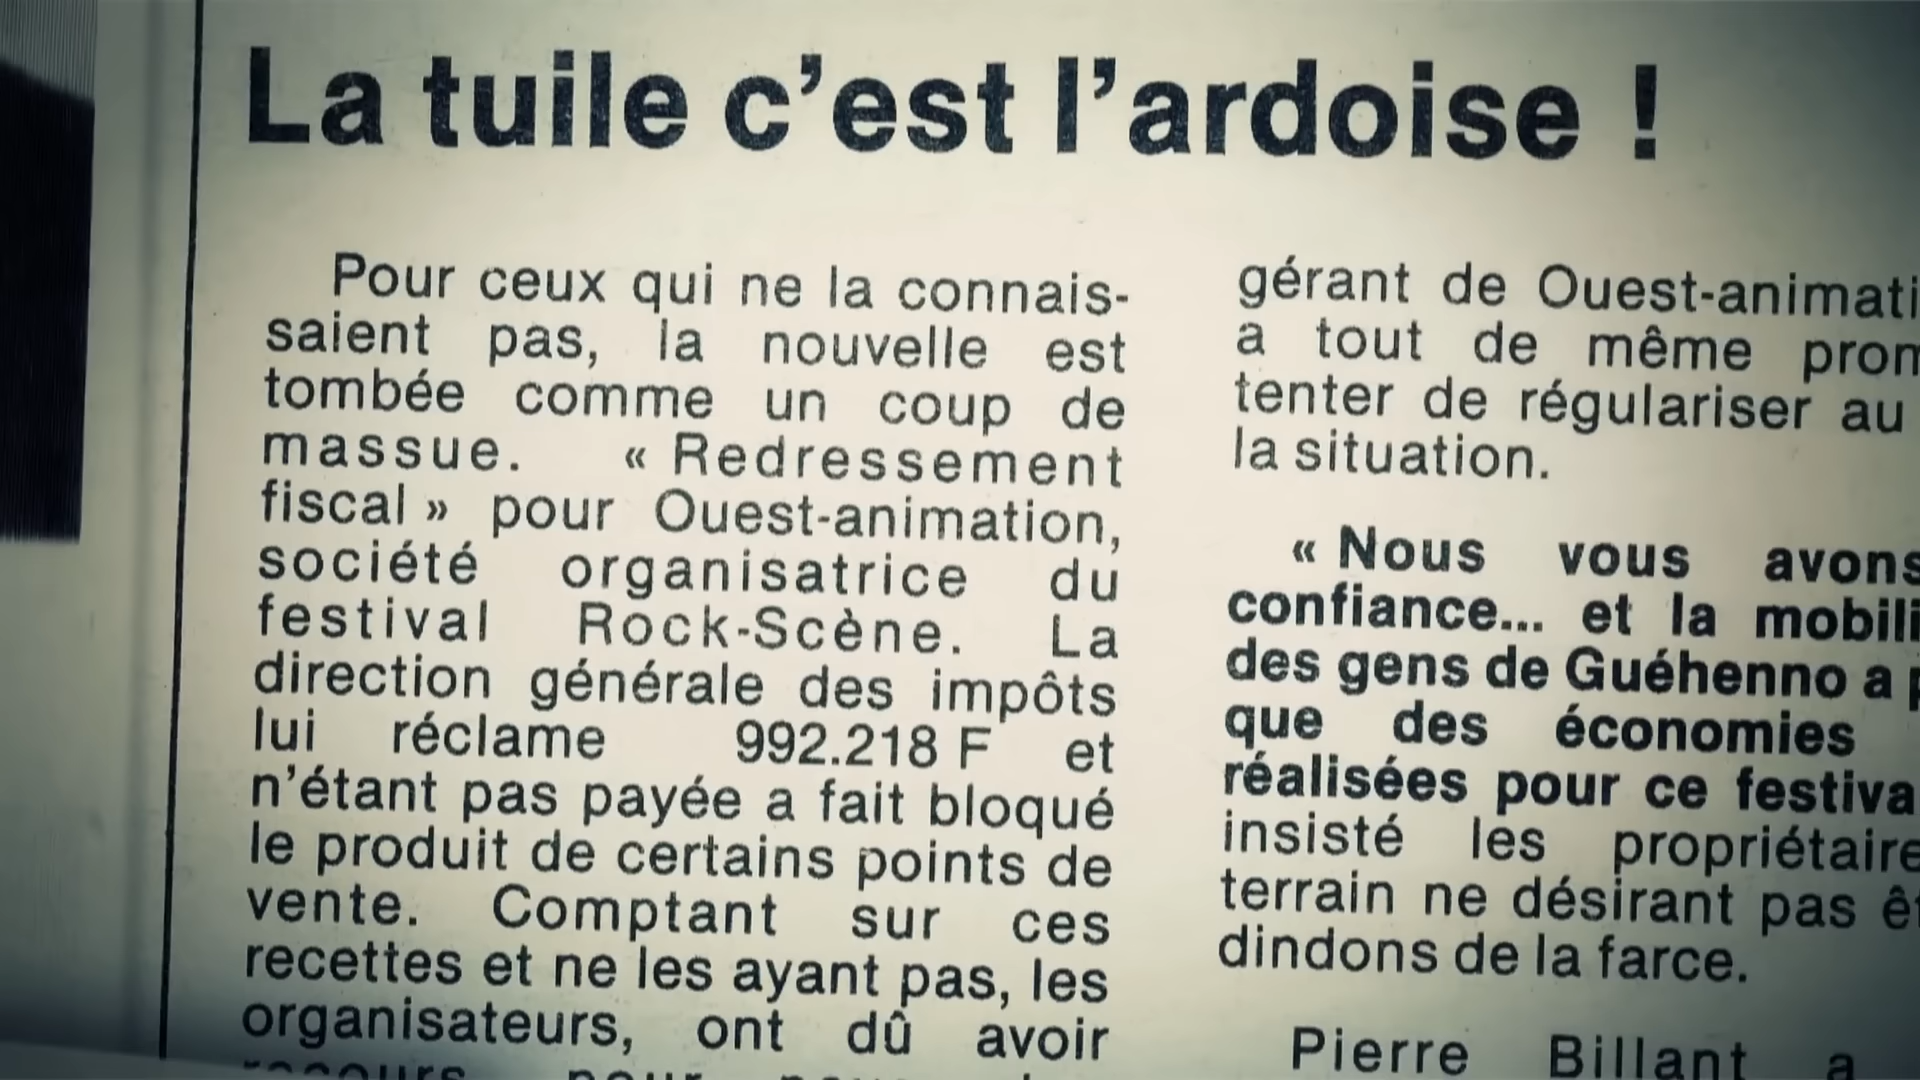 La tuile c'est l'ardoise !
Pour ceux qui ne la connais-
saient pas, la nouvelle est
tombée comme un coup de
massue. « Redressement
fiscal » pour Ouest-animation,
société organisatrice du
festival Rock-Scène. La
direction générale des impôts
lui réclame 992.218 F et
n'étant pas payée a fait bloqué
le produit de certains points de
vente. Comptant sur ces
recettes et ne les ayant pas, les
organisateurs, ont dû avoir
gérant de Ouest-animati
a tout de même prom
tenter de régulariser au
la situation.
« Nous vous avons
confiance... et la mobili
des gens de Guéhenno a
que des économies
réalisées pour ce festiva
insisté les propriétaire
terrain ne désirant pas êt
dindons de la farce.
Pierre Billant a